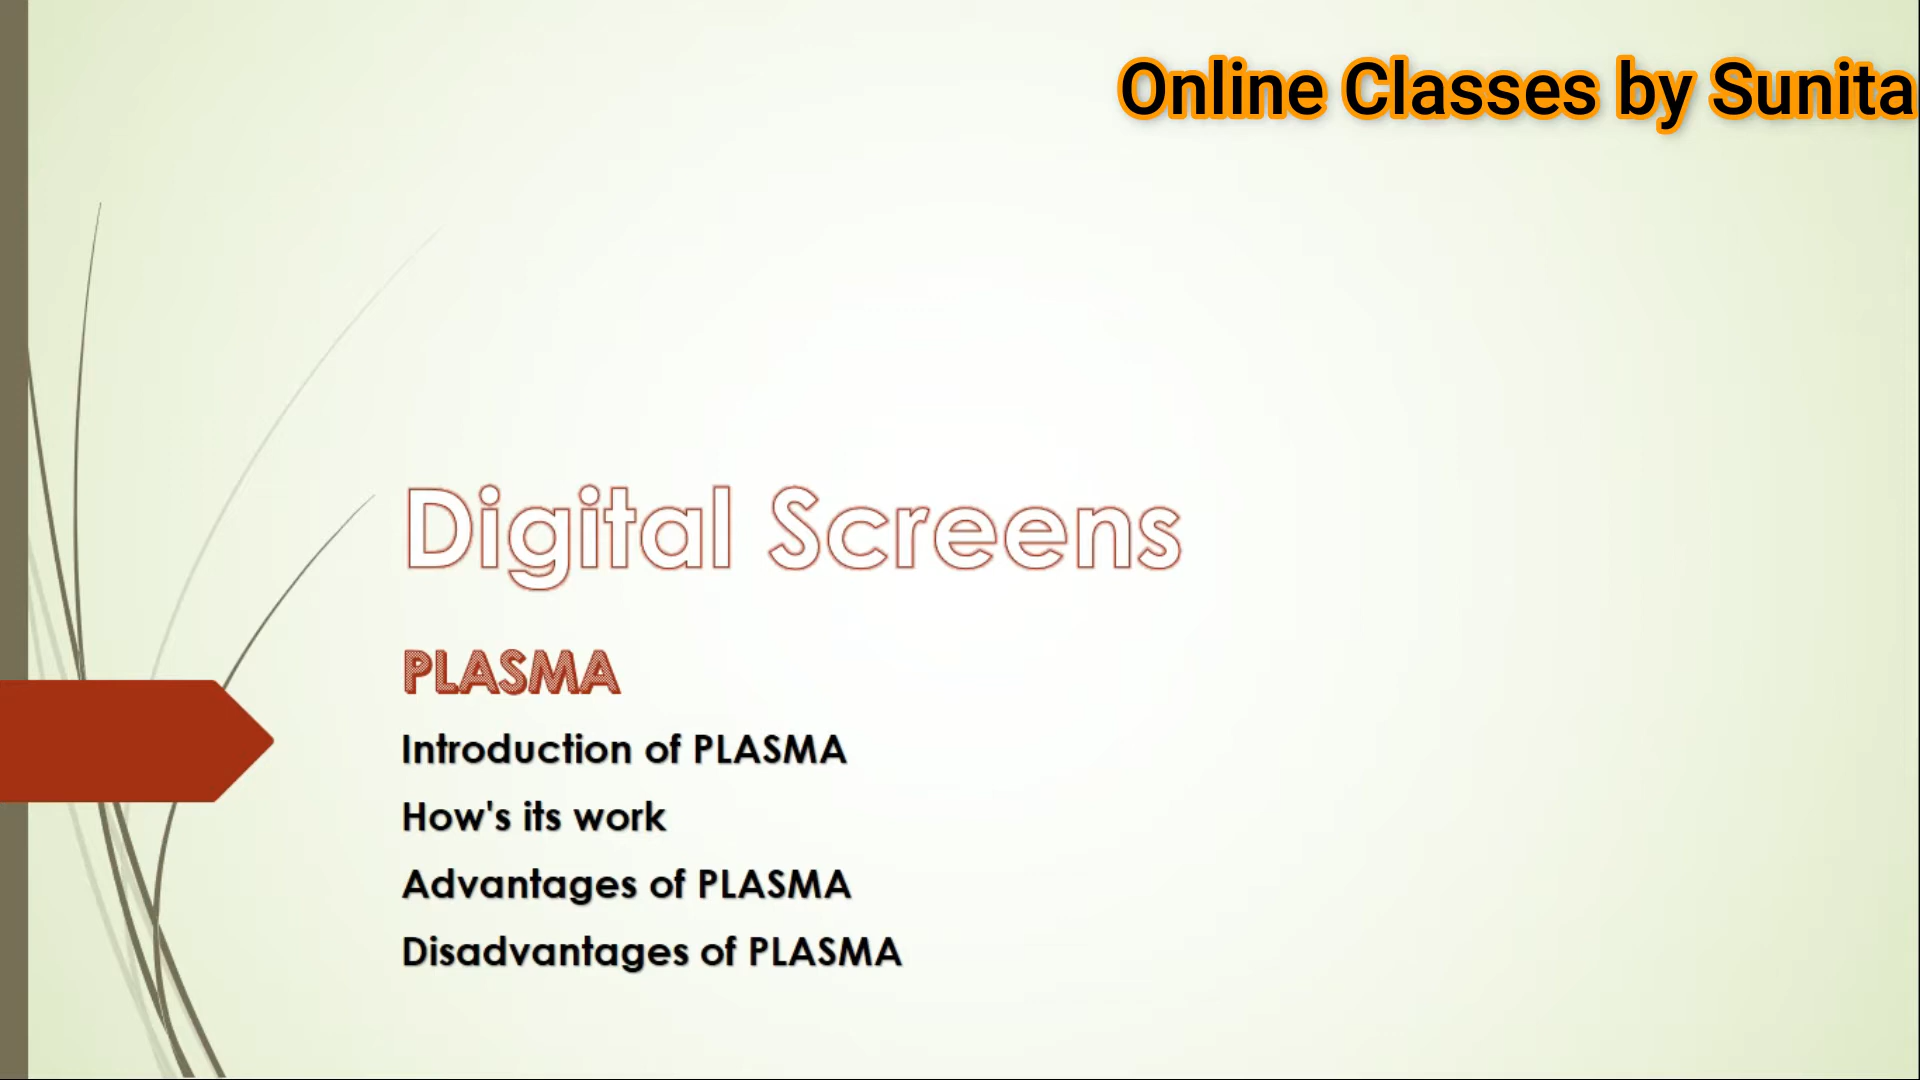 Online Classes by Sunita
Digital Screens
PLASMA
Introduction of PLASMA
How's its work
Advantages of PLASMA
Disadvantages of PLASMA